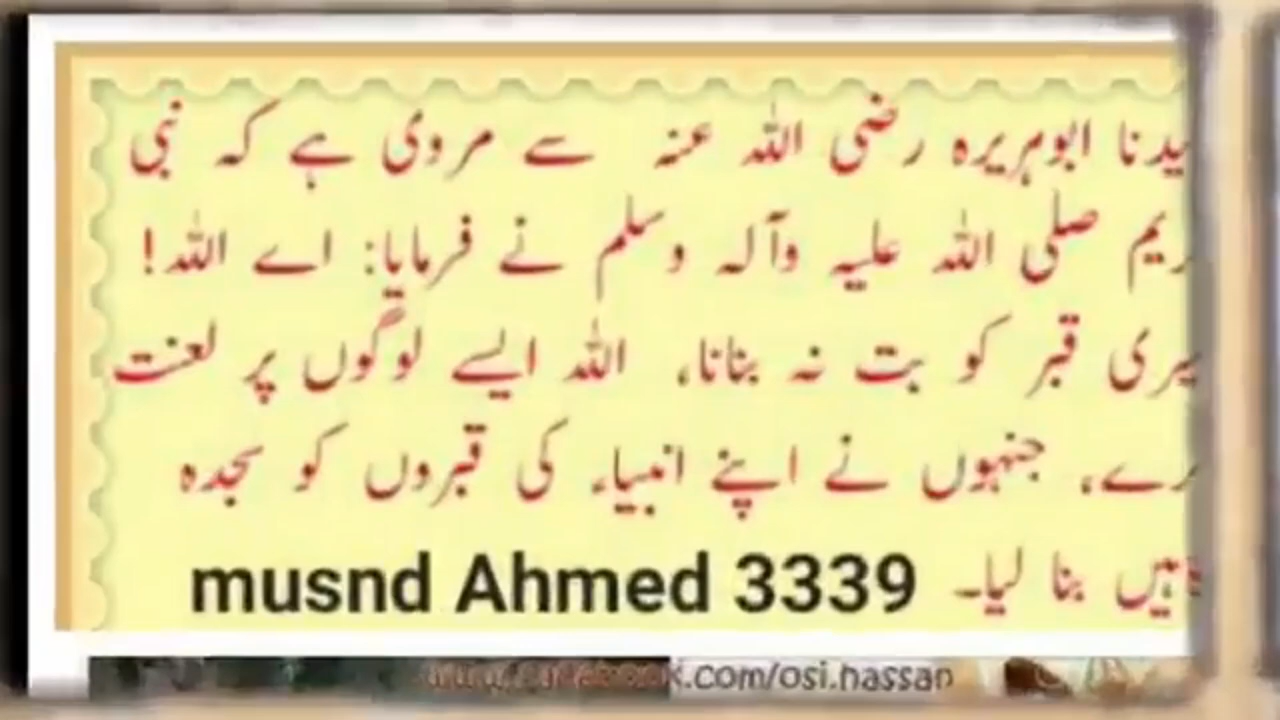 یدنا ابوہریرہ رضی اللہ عنہ سے مروی ہے کہ نبی
ریم صلی اللہ علیہ وآلہ وسلم نے فرمایا: اے اللہ!
یری قبر کو بت نہ بنانا، اللہ ایسے لوگوں پر لعنت
رے، جنہوں نے اپنے انبیاء کی قبروں کو سجدہ
ہیں بنا لیا۔ musnd Ahmed 3339
k.com/osi.hassan